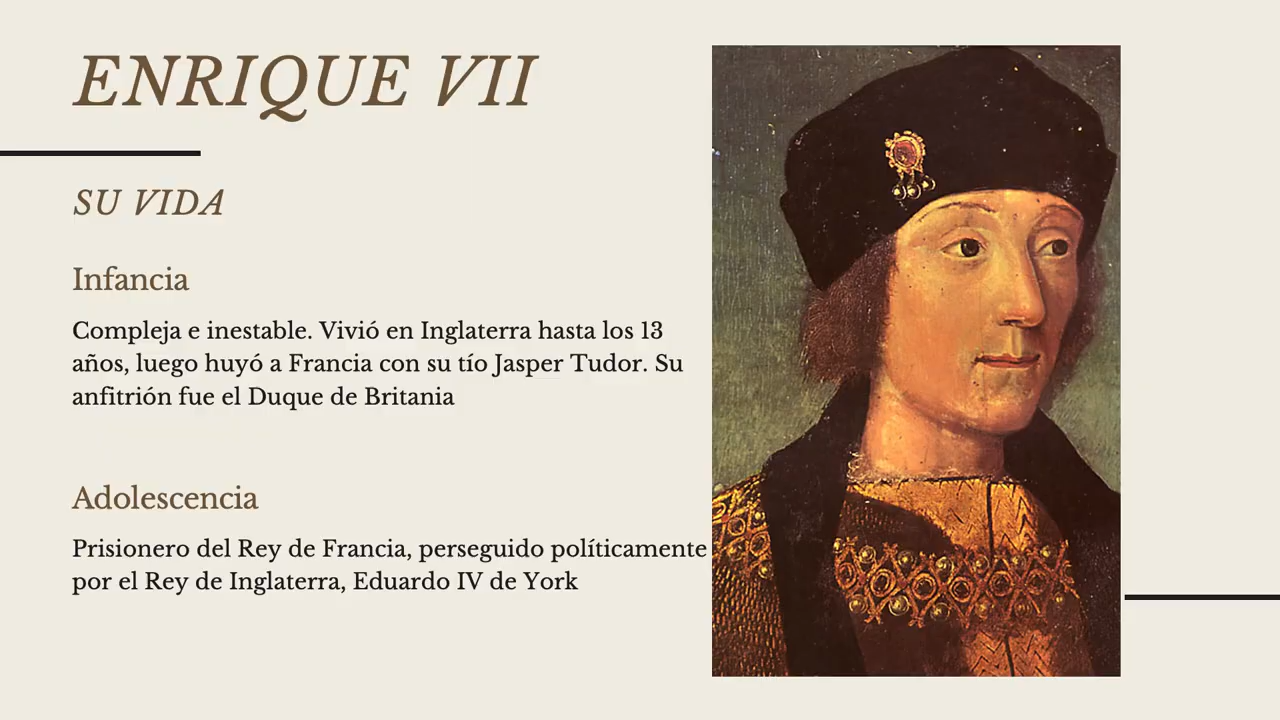 ENRIQUE VII
SU VIDA
Infancia
Compleja e inestable. Vivió en Inglaterra hasta los 13
años, luego huyó a Francia con su tío Jasper Tudor. Su
anfitrión fue el Duque de Britania
Adolescencia
Prisionero del Rey de Francia, perseguido políticamente
por el Rey de Inglaterra, Eduardo IV de York